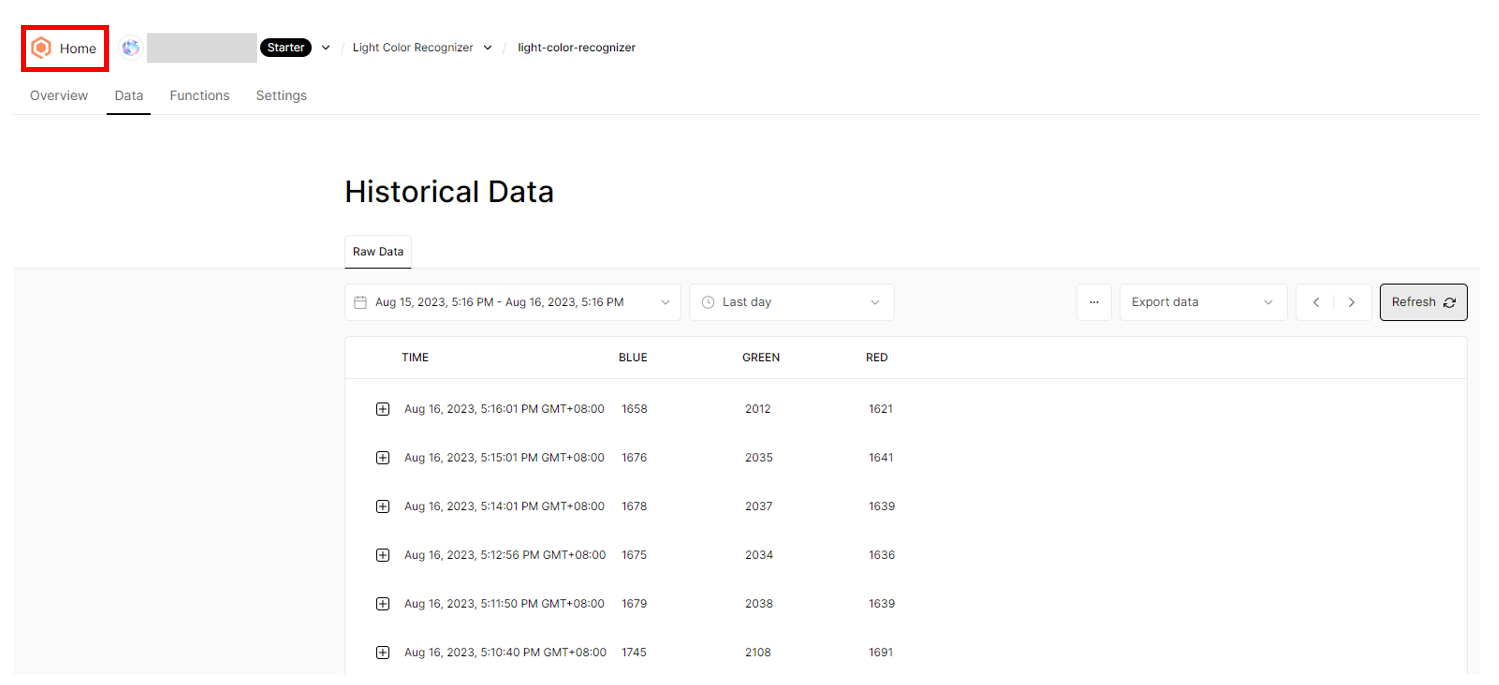 Home Starter / Light Color Recognizer / light-color-recognizer
Overview Data Functions Settings
Historical Data
Raw Data
Aug 15, 2023, 5:16 PM - Aug 16, 2023, 5:16 PM Last day ... Export data Refresh
TIME BLUE GREEN RED
Aug 16, 2023, 5:16:01 PM GMT+08:00 1658 2012 1621
Aug 16, 2023, 5:15:01 PM GMT+08:00 1676 2035 1641
Aug 16, 2023, 5:14:01 PM GMT+08:00 1678 2037 1639
Aug 16, 2023, 5:12:56 PM GMT+08:00 1675 2034 1636
Aug 16, 2023, 5:11:50 PM GMT+08:00 1679 2038 1639
Aug 16, 2023, 5:10:40 PM GMT+08:00 1745 2108 1691